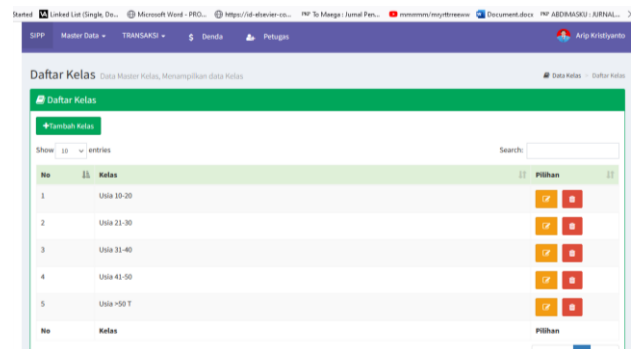 Started Linked List (Single, Do... Microsoft Word - PRO... https://id-elsevier-co... To Maega : Jurnal Pen... mmmmm/mryttrreeww Document.docx ABDIMASKU : JURNAL...
SIPP Master Data TRANSAKSI $ Denda Petugas Arip Kristiyanto
Daftar Kelas Data Master Kelas, Menampilkan data Kelas Data Kelas > Daftar Kelas
Daftar Kelas
+Tambah Kelas
Show 10 entries Search:
No Kelas Pilihan
1 Usia 10-20
2 Usia 21-30
3 Usia 31-40
4 Usia 41-50
5 Usia >50 T
No Kelas Pilihan